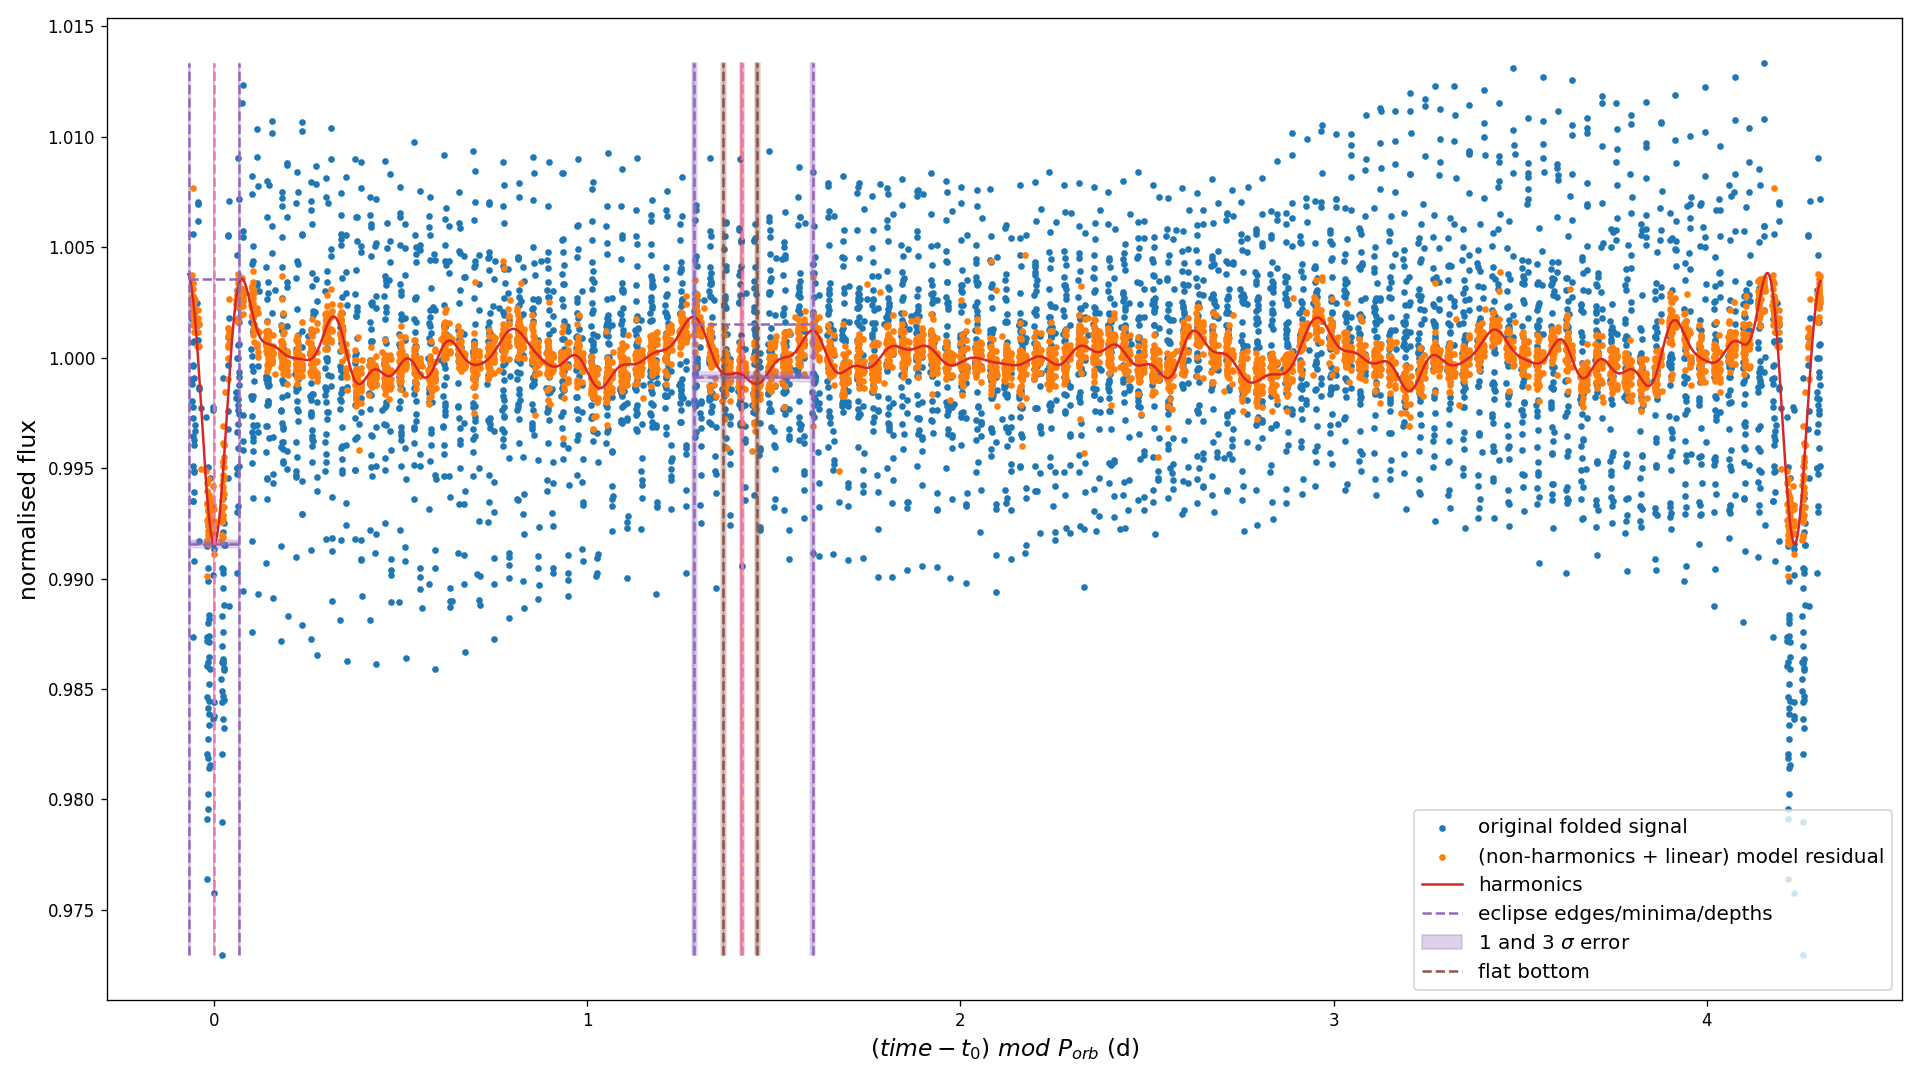 1.015
1.010
1.005
1.000
0.995
0.990
0.985
0.980
0.975
normalised flux
0
1
2
3
4
(time − t₀) mod Pₒᵣb (d)
original folded signal
(non-harmonics + linear) model residual
harmonics
eclipse edges/minima/depths
1 and 3 σ error
flat bottom